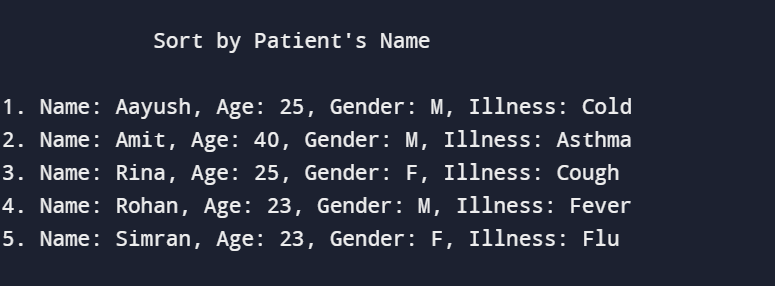 Sort by Patient's Name
1. Name: Aayush, Age: 25, Gender: M, Illness: Cold
2. Name: Amit, Age: 40, Gender: M, Illness: Asthma
3. Name: Rina, Age: 25, Gender: F, Illness: Cough
4. Name: Rohan, Age: 23, Gender: M, Illness: Fever
5. Name: Simran, Age: 23, Gender: F, Illness: Flu